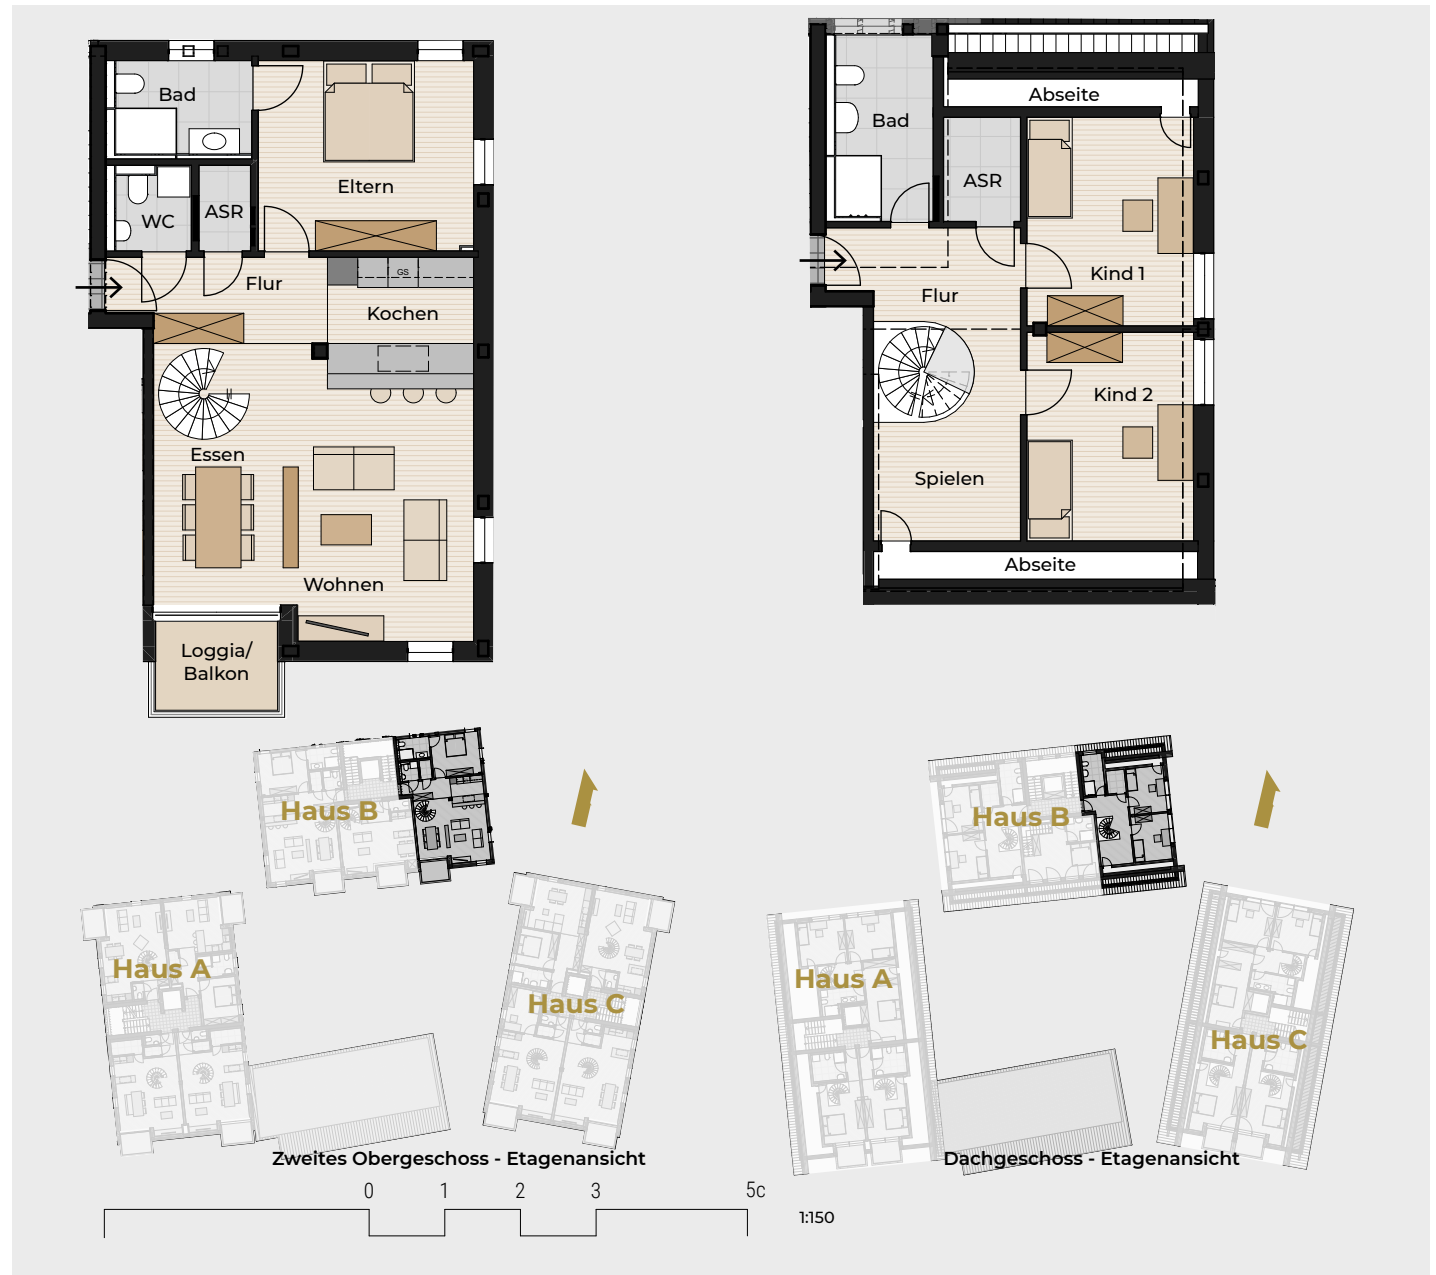 Bad
Eltern
WC
ASR
Flur
GS
Kochen
Essen
Wohnen
Loggia/
Balkon
Abseite
Bad
ASR
Kind 1
Flur
Kind 2
Spielen
Abseite
Haus B
Haus A
Haus C
Zweites Obergeschoss - Etagenansicht
Haus B
Haus A
Haus C
Dachgeschoss - Etagenansicht
0 1 2 3 5c
1:150